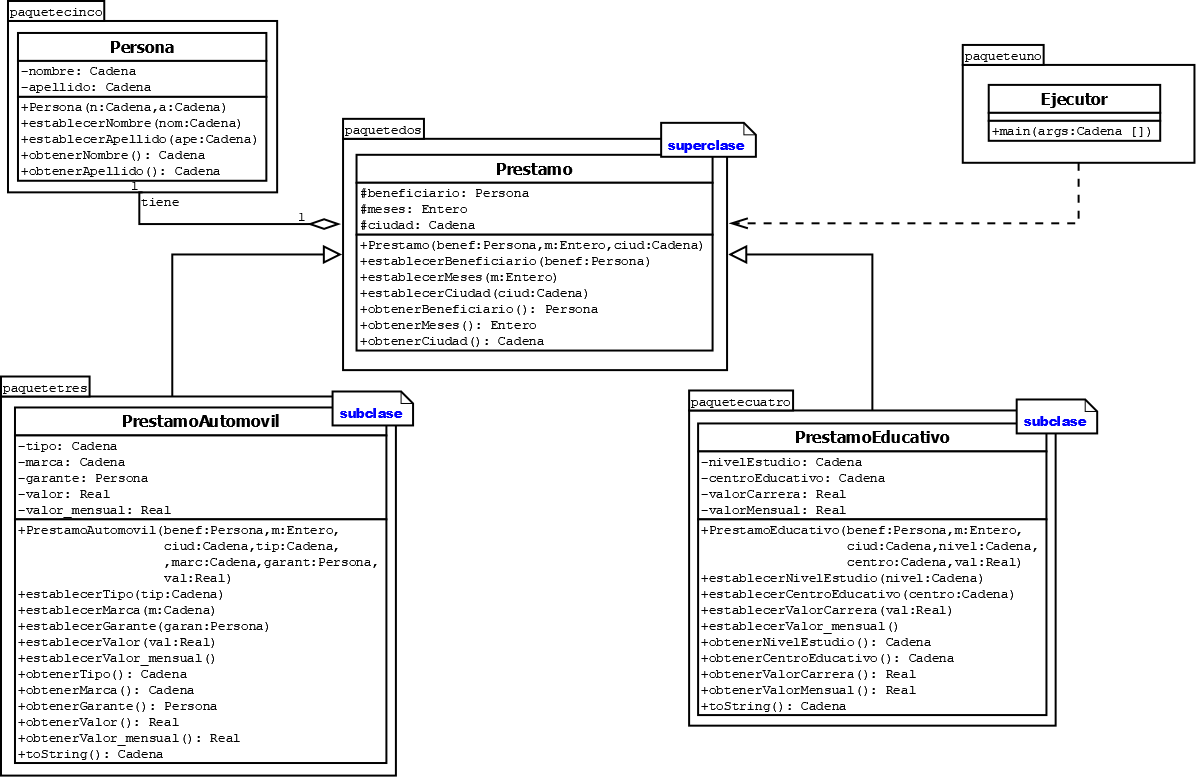 paquetecinco
Persona
-nombre: Cadena
-apellido: Cadena
+Persona(n:Cadena,a:Cadena)
+establecerNombre(nom:Cadena)
+establecerApellido(ape:Cadena)
+obtenerNombre(): Cadena
+obtenerApellido(): Cadena
1
tiene
1
paqueteuno
Ejecutor
+main(args:Cadena [])
paquetedos
superclase
Prestamo
#beneficiario: Persona
#meses: Entero
#ciudad: Cadena
+Prestamo(benef:Persona,m:Entero,ciud:Cadena)
+establecerBeneficiario(benef:Persona)
+establecerMeses(m:Entero)
+establecerCiudad(ciud:Cadena)
+obtenerBeneficiario(): Persona
+obtenerMeses(): Entero
+obtenerCiudad(): Cadena
paquetetres
subclase
PrestamoAutomovil
-tipo: Cadena
-marca: Cadena
-garante: Persona
-valor: Real
-valor_mensual: Real
+PrestamoAutomovil(benef:Persona,m:Entero,
ciud:Cadena,tip:Cadena,
,marc:Cadena,garant:Persona,
val:Real)
+establecerTipo(tip:Cadena)
+establecerMarca(m:Cadena)
+establecerGarante(garan:Persona)
+establecerValor(val:Real)
+establecerValor_mensual()
+obtenerTipo(): Cadena
+obtenerMarca(): Cadena
+obtenerGarante(): Persona
+obtenerValor(): Real
+obtenerValor_mensual(): Real
+toString(): Cadena
paquetecuatro
subclase
PrestamoEducativo
-nivelEstudio: Cadena
-centroEducativo: Cadena
-valorCarrera: Real
-valorMensual: Real
+PrestamoEducativo(benef:Persona,m:Entero,
ciud:Cadena,nivel:Cadena,
centro:Cadena,val:Real)
+establecerNivelEstudio(nivel:Cadena)
+establecerCentroEducativo(centro:Cadena)
+establecerValorCarrera(val:Real)
+establecerValor_mensual()
+obtenerNivelEstudio(): Cadena
+obtenerCentroEducativo(): Cadena
+obtenerValorCarrera(): Real
+obtenerValorMensual(): Real
+toString(): Cadena